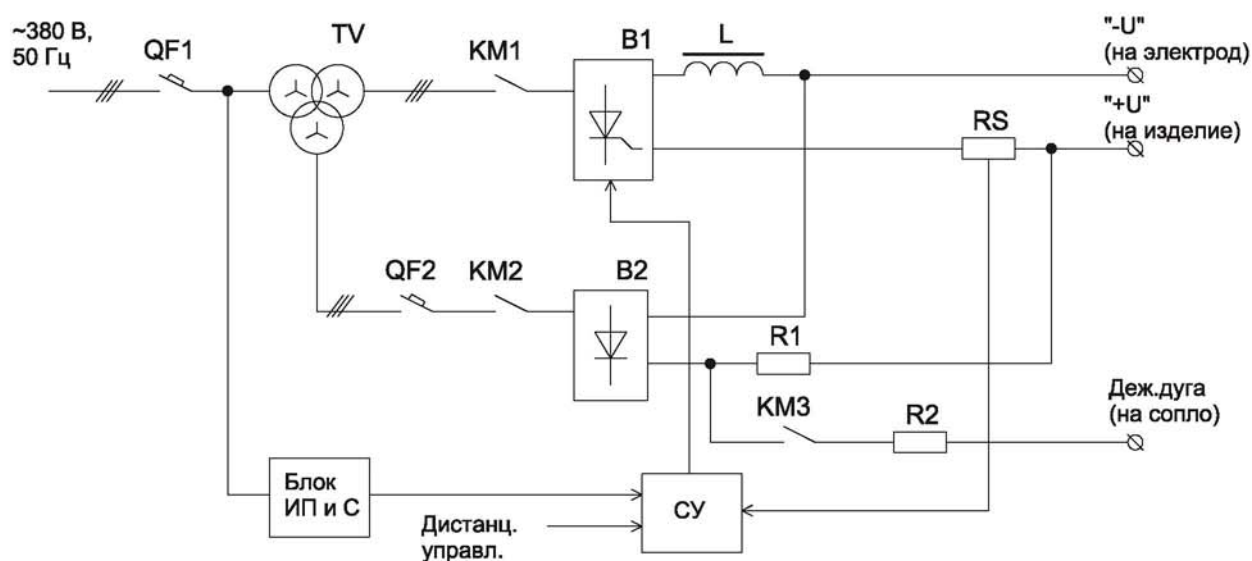 ~380 В,
50 Гц
QF1
TV
KM1
B1
L
"-U"
(на электрод)
"+U"
(на изделие)
RS
QF2
KM2
B2
R1
KM3
R2
Деж.дуга
(на сопло)
Блок
ИП и С
СУ
Дистанц.
управл.